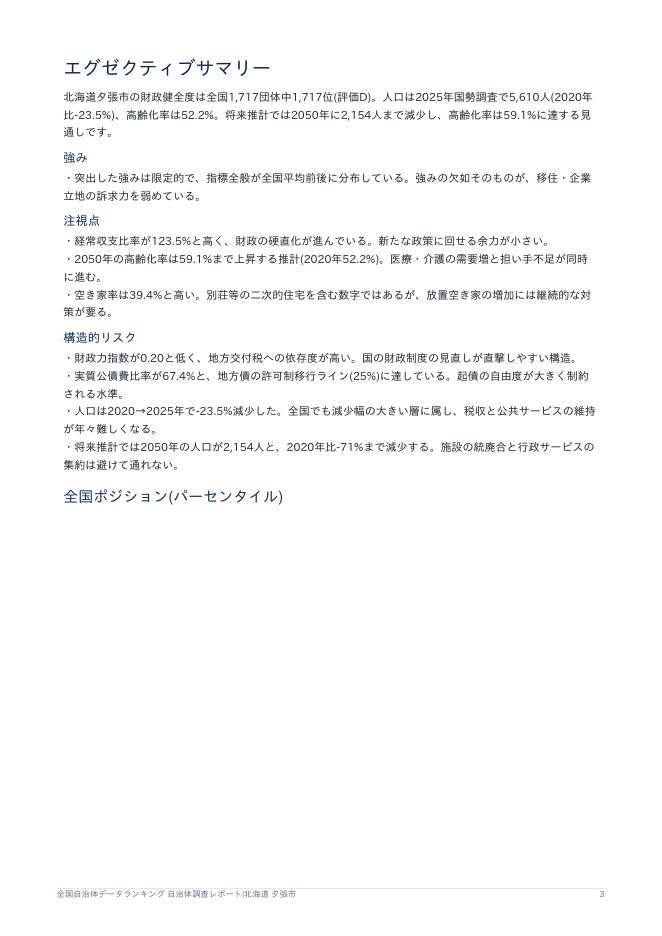 エグゼクティブサマリー
北海道夕張市の財政健全度は全国1,717団体中1,717位(評価D)。人口は2025年国勢調査で5,610人(2020年
比-23.5%)、高齢化率は52.2%。将来推計では2050年に2,154人まで減少し、高齢化率は59.1%に達する見
通しです。
強み
・突出した強みは限定的で、指標全般が全国平均前後に分布している。強みの欠如そのものが、移住・企業
立地の訴求力を弱めている。
注視点
・経常収支比率が123.5%と高く、財政の硬直化が進んでいる。新たな政策に回せる余力が小さい。
・2050年の高齢化率は59.1%まで上昇する推計(2020年52.2%)。医療・介護の需要増と担い手不足が同時
に進む。
・空き家率は39.4%と高い。別荘等の二次的住宅を含む数字ではあるが、放置空き家の増加には継続的な対
策が要る。
構造的リスク
・財政力指数が0.20と低く、地方交付税への依存度が高い。国の財政制度の見直しが直撃しやすい構造。
・実質公債費比率が67.4%と、地方債の許可制移行ライン(25%)に達している。起債の自由度が大きく制約
される水準。
・人口は2020→2025年で-23.5%減少した。全国でも減少幅の大きい層に属し、税収と公共サービスの維持
が年々難しくなる。
・将来推計では2050年の人口が2,154人と、2020年比-71%まで減少する。施設の統廃合と行政サービスの
集約は避けて通れない。
全国ポジション(パーセンタイル)
全国自治体データランキング 自治体調査レポート|北海道 夕張市
3